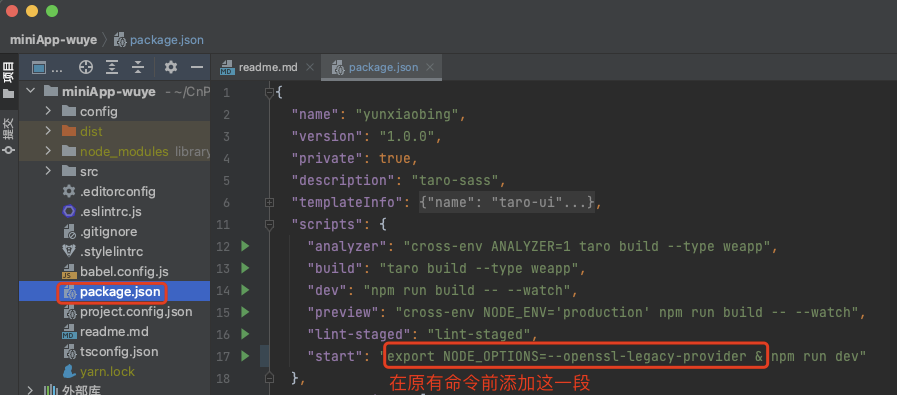 miniApp-wuye
package.json
项目
提交
...
readme.md
package.json
miniApp-wuye ~/CnP
config
dist
node_modules library
src
.editorconfig
.eslintrc.js
.gitignore
.stylelintrc
babel.config.js
package.json
project.config.json
readme.md
tsconfig.json
yarn.lock
外部库
1 {
2 "name": "yunxiaobing",
3 "version": "1.0.0",
4 "private": true,
5 "description": "taro-sass",
6 "templateInfo": {"name": "taro-ui"...},
11 "scripts": {
12 "analyzer": "cross-env ANALYZER=1 taro build --type weapp",
13 "build": "taro build --type weapp",
14 "dev": "npm run build -- --watch",
15 "preview": "cross-env NODE_ENV='production' npm run build -- --watch",
16 "lint-staged": "lint-staged",
17 "start": "export NODE_OPTIONS=--openssl-legacy-provider & npm run dev"
18 },
在原有命令前添加这一段